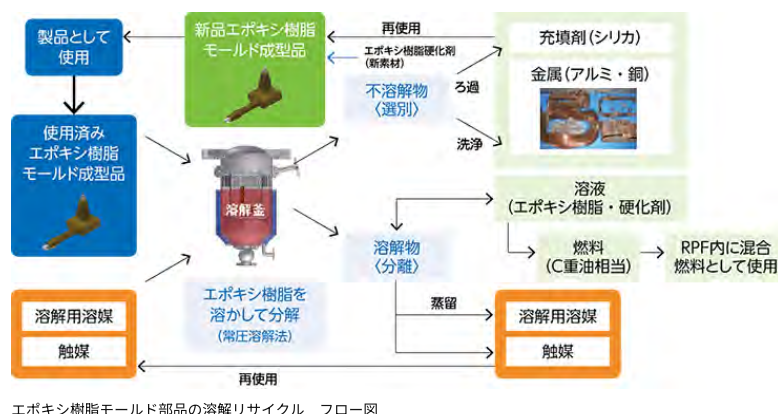 製品として
使用
新品エポキシ樹脂
モールド成型品
再使用
エポキシ樹脂硬化剤
(新素材)
充填剤(シリカ)
金属(アルミ・銅)
不溶解物
〈選別〉
ろ過
洗浄
使用済み
エポキシ樹脂
モールド成型品
溶解釜
溶液
(エポキシ樹脂・硬化剤)
溶解物
〈分離〉
燃料
(C重油相当)
RPF内に混合
燃料として使用
エポキシ樹脂を
溶かして分解
(常圧溶解法)
溶解用溶媒
触媒
蒸留
溶解用溶媒
触媒
再使用
エポキシ樹脂モールド部品の溶解リサイクル フロー図